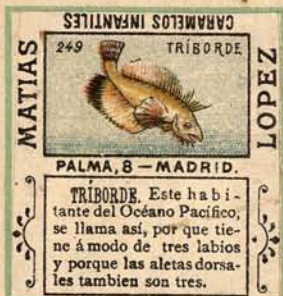 CARAMELOS INFANTILES
MATIAS
LOPEZ
249 TRÍBORDE
PALMA, 8 — MADRID.
TRÍBORDE. Este habi-
tante del Océano Pacífico,
se llama así, por que tie-
ne á modo de tres labios
y porque las aletas dorsa-
les tambien son tres.